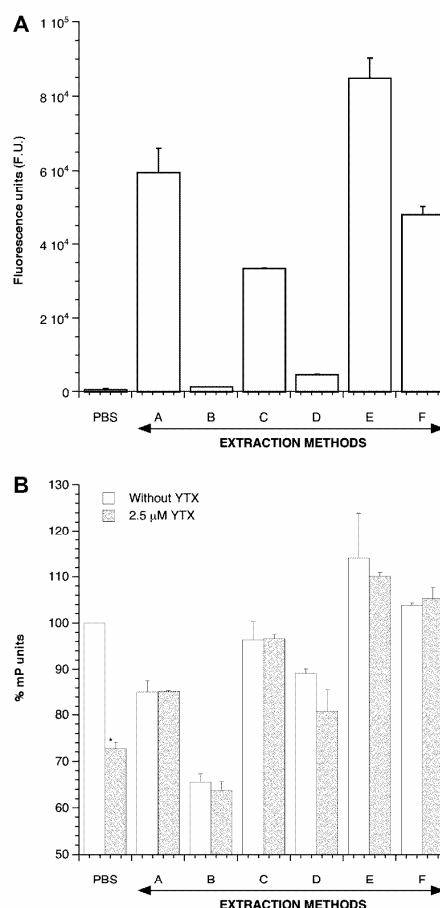 A
Fluorescence units (F.U.)
1 10⁵
8 10⁴
6 10⁴
4 10⁴
2 10⁴
0
PBS A B C D E F
EXTRACTION METHODS
B
Without YTX
2.5 µM YTX
% mP units
130
120
110
100
90
80
70
60
50
*
PBS A B C D E F
EXTRACTION METHODS